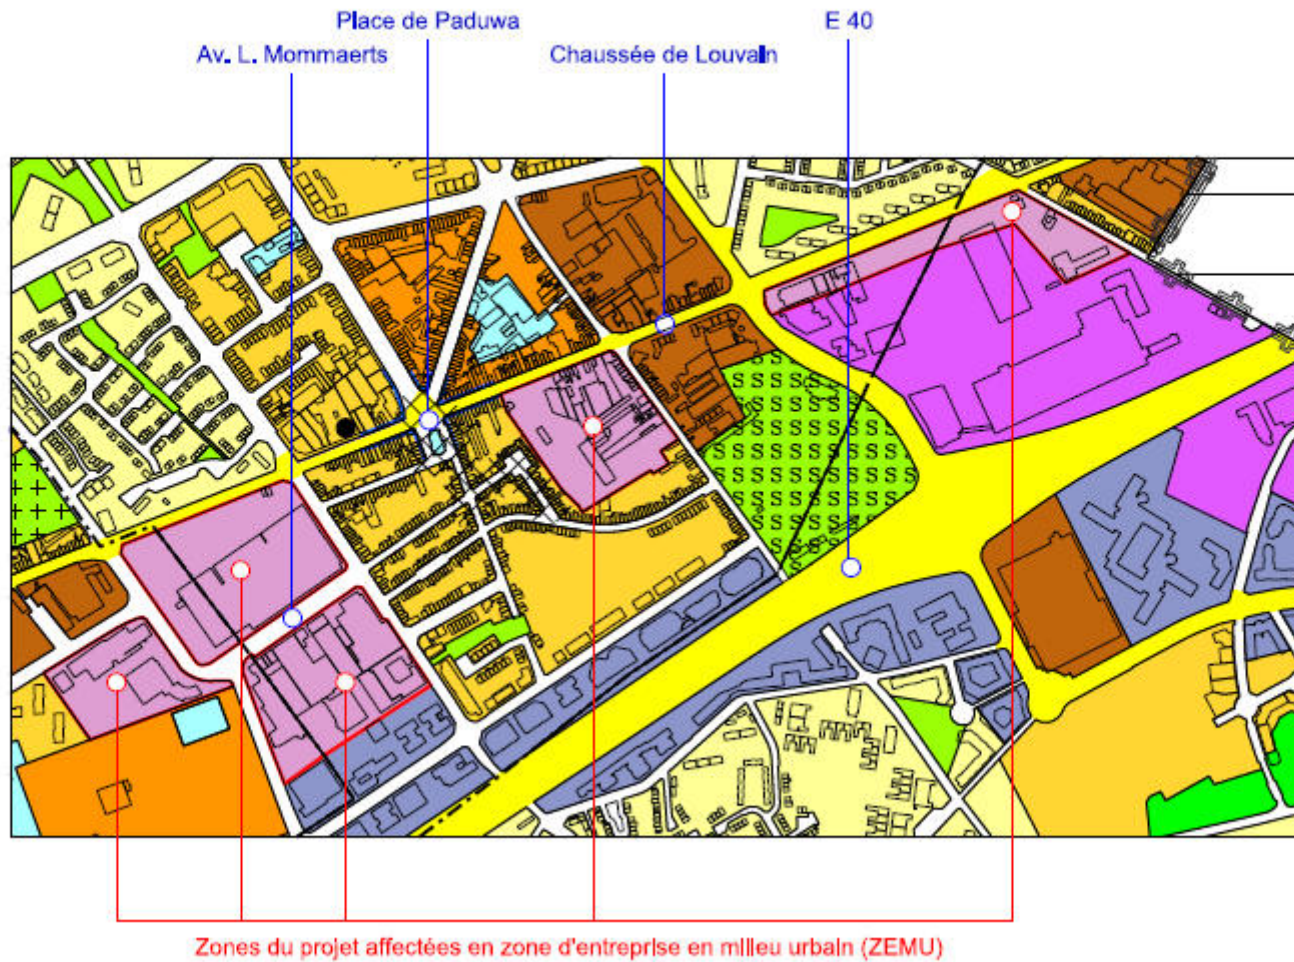 Place de Paduwa
E 40
Av. L. Mommaerts
Chaussée de Louvain
S S S S S S
S S S S S S S
S S S S S S S S
S S S S S S S S S
S S S S S S S S S
S S S S S S S S S
S S S S S S S S
S S S S S S
S S S S
Zones du projet affectées en zone d'entreprise en milieu urbain (ZEMU)